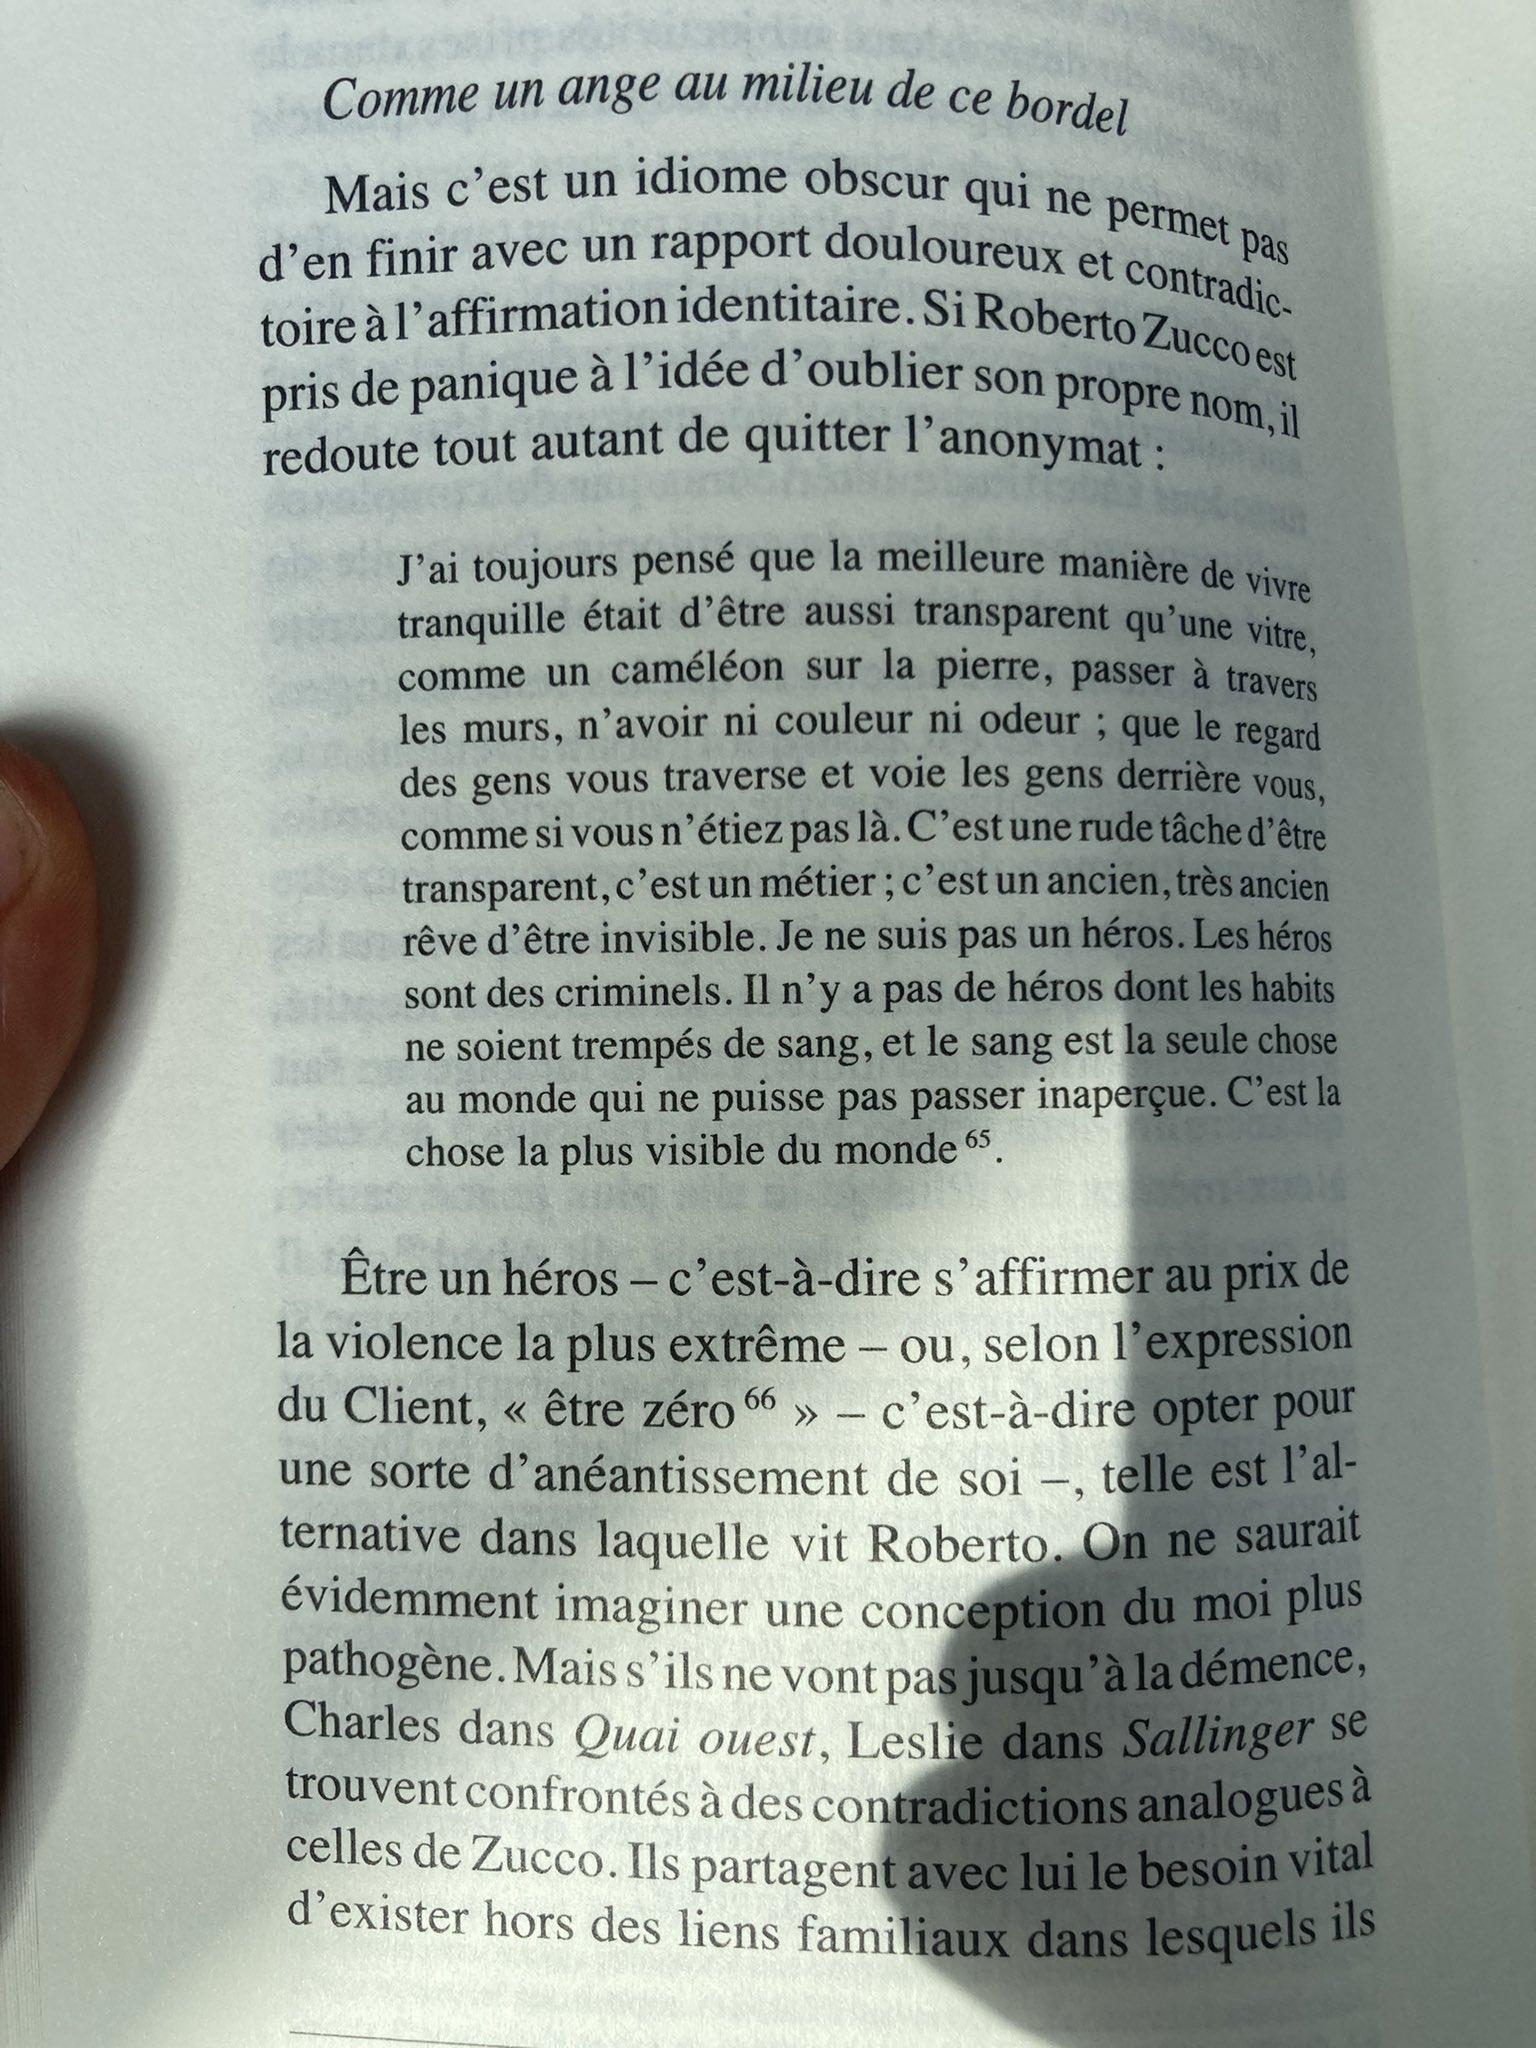 Comme un ange au milieu de ce bordel
Mais c'est un idiome obscur qui ne permet pas
d'en finir avec un rapport douloureux et contradic-
toire à l'affirmation identitaire. Si Roberto Zucco est
pris de panique à l'idée d'oublier son propre nom, il
redoute tout autant de quitter l'anonymat :
J'ai toujours pensé que la meilleure manière de vivre
tranquille était d'être aussi transparent qu'une vitre,
comme un caméléon sur la pierre, passer à travers
les murs, n'avoir ni couleur ni odeur ; que le regard
des gens vous traverse et voie les gens derrière vous,
comme si vous n'étiez pas là. C'est une rude tâche d'être
transparent, c'est un métier ; c'est un ancien, très ancien
rêve d'être invisible. Je ne suis pas un héros. Les héros
sont des criminels. Il n'y a pas de héros dont les habits
ne soient trempés de sang, et le sang est la seule chose
au monde qui ne puisse pas passer inaperçue. C'est la
chose la plus visible du monde 65.
Être un héros – c'est-à-dire s'affirmer au prix de
la violence la plus extrême – ou, selon l'expression
du Client, « être zéro 66 » – c'est-à-dire opter pour
une sorte d'anéantissement de soi –, telle est l'al-
ternative dans laquelle vit Roberto. On ne saurait
évidemment imaginer une conception du moi plus
pathogène. Mais s'ils ne vont pas jusqu'à la démence,
Charles dans Quai ouest, Leslie dans Sallinger se
trouvent confrontés à des contradictions analogues à
celles de Zucco. Ils partagent avec lui le besoin vital
d'exister hors des liens familiaux dans lesquels ils